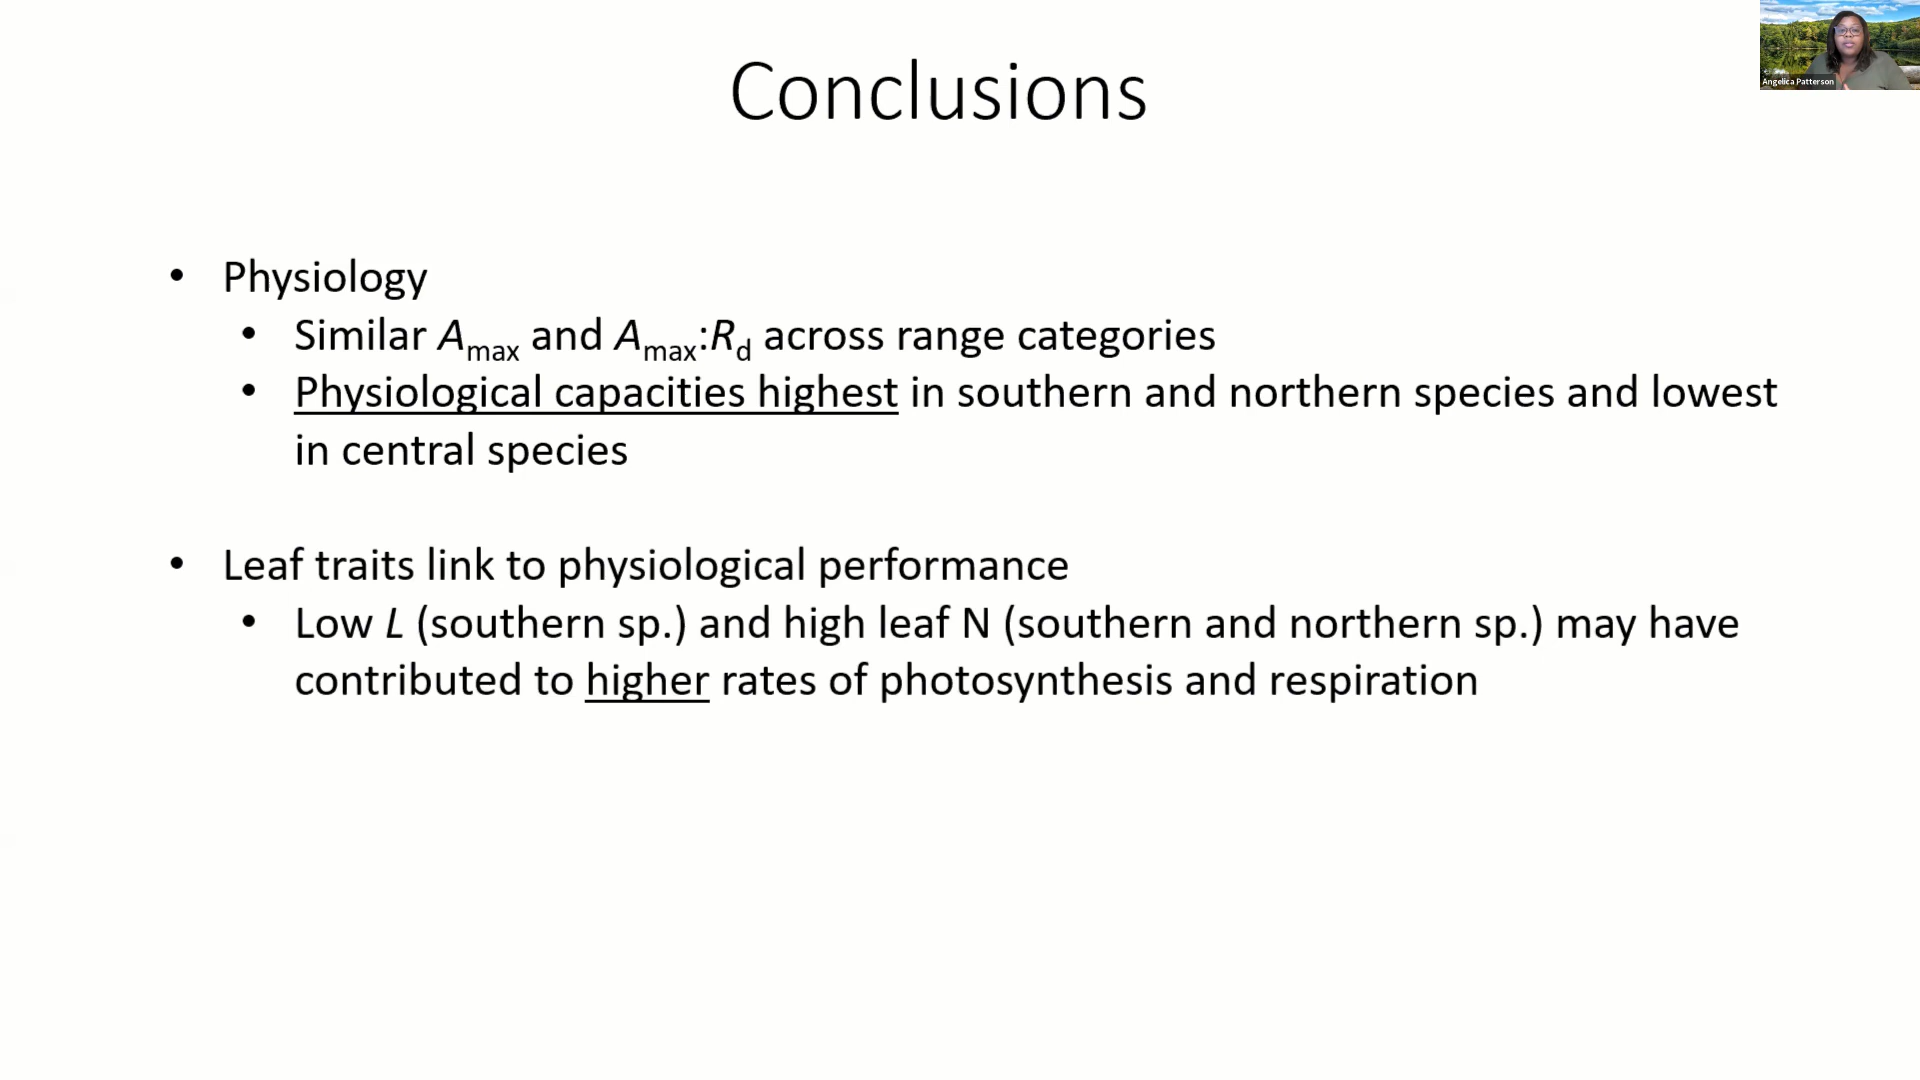 Conclusions
Angelica Patterson
• Physiology
• Similar Amax and Amax:Rd across range categories
• Physiological capacities highest in southern and northern species and lowest
in central species
• Leaf traits link to physiological performance
• Low L (southern sp.) and high leaf N (southern and northern sp.) may have
contributed to higher rates of photosynthesis and respiration